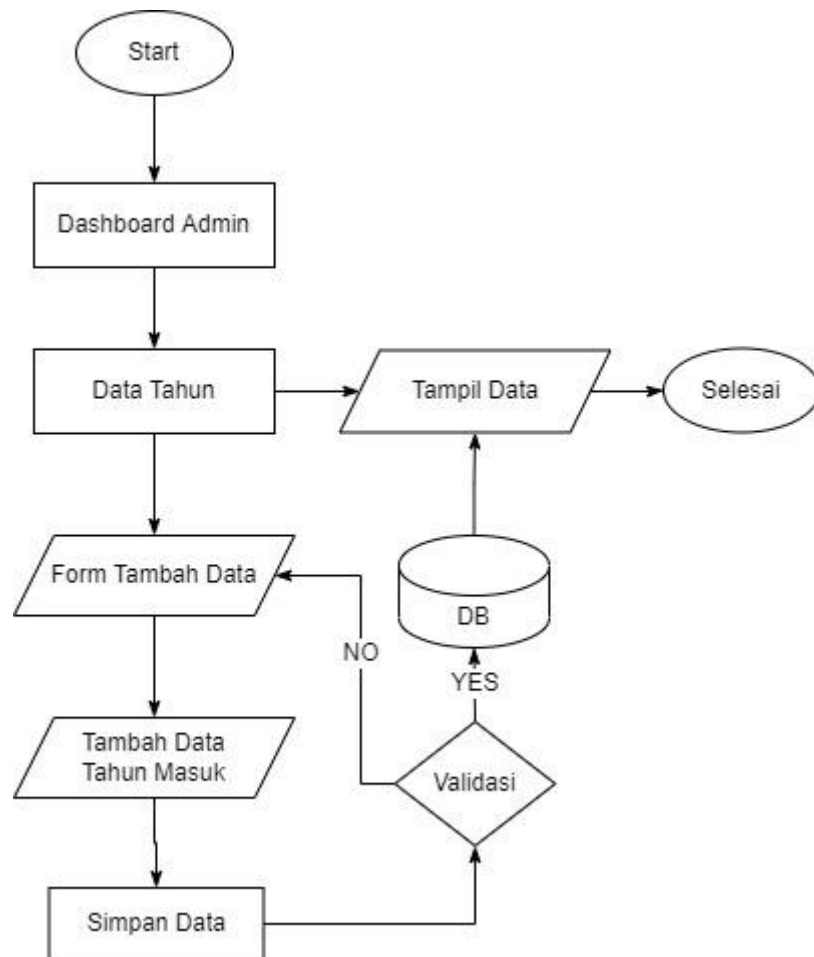 Start
Dashboard Admin
Data Tahun
Tampil Data
Selesai
Form Tambah Data
DB
NO
YES
Tambah Data
Tahun Masuk
Validasi
Simpan Data